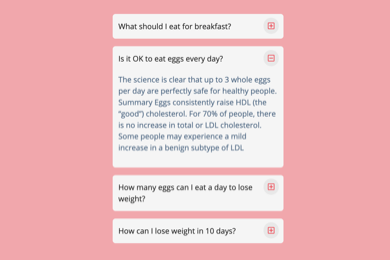 What should I eat for breakfast?
Is it OK to eat eggs every day?
The science is clear that up to 3 whole eggs
per day are perfectly safe for healthy people.
Summary Eggs consistently raise HDL (the
“good”) cholesterol. For 70% of people, there
is no increase in total or LDL cholesterol.
Some people may experience a mild
increase in a benign subtype of LDL
How many eggs can I eat a day to lose
weight?
How can I lose weight in 10 days?